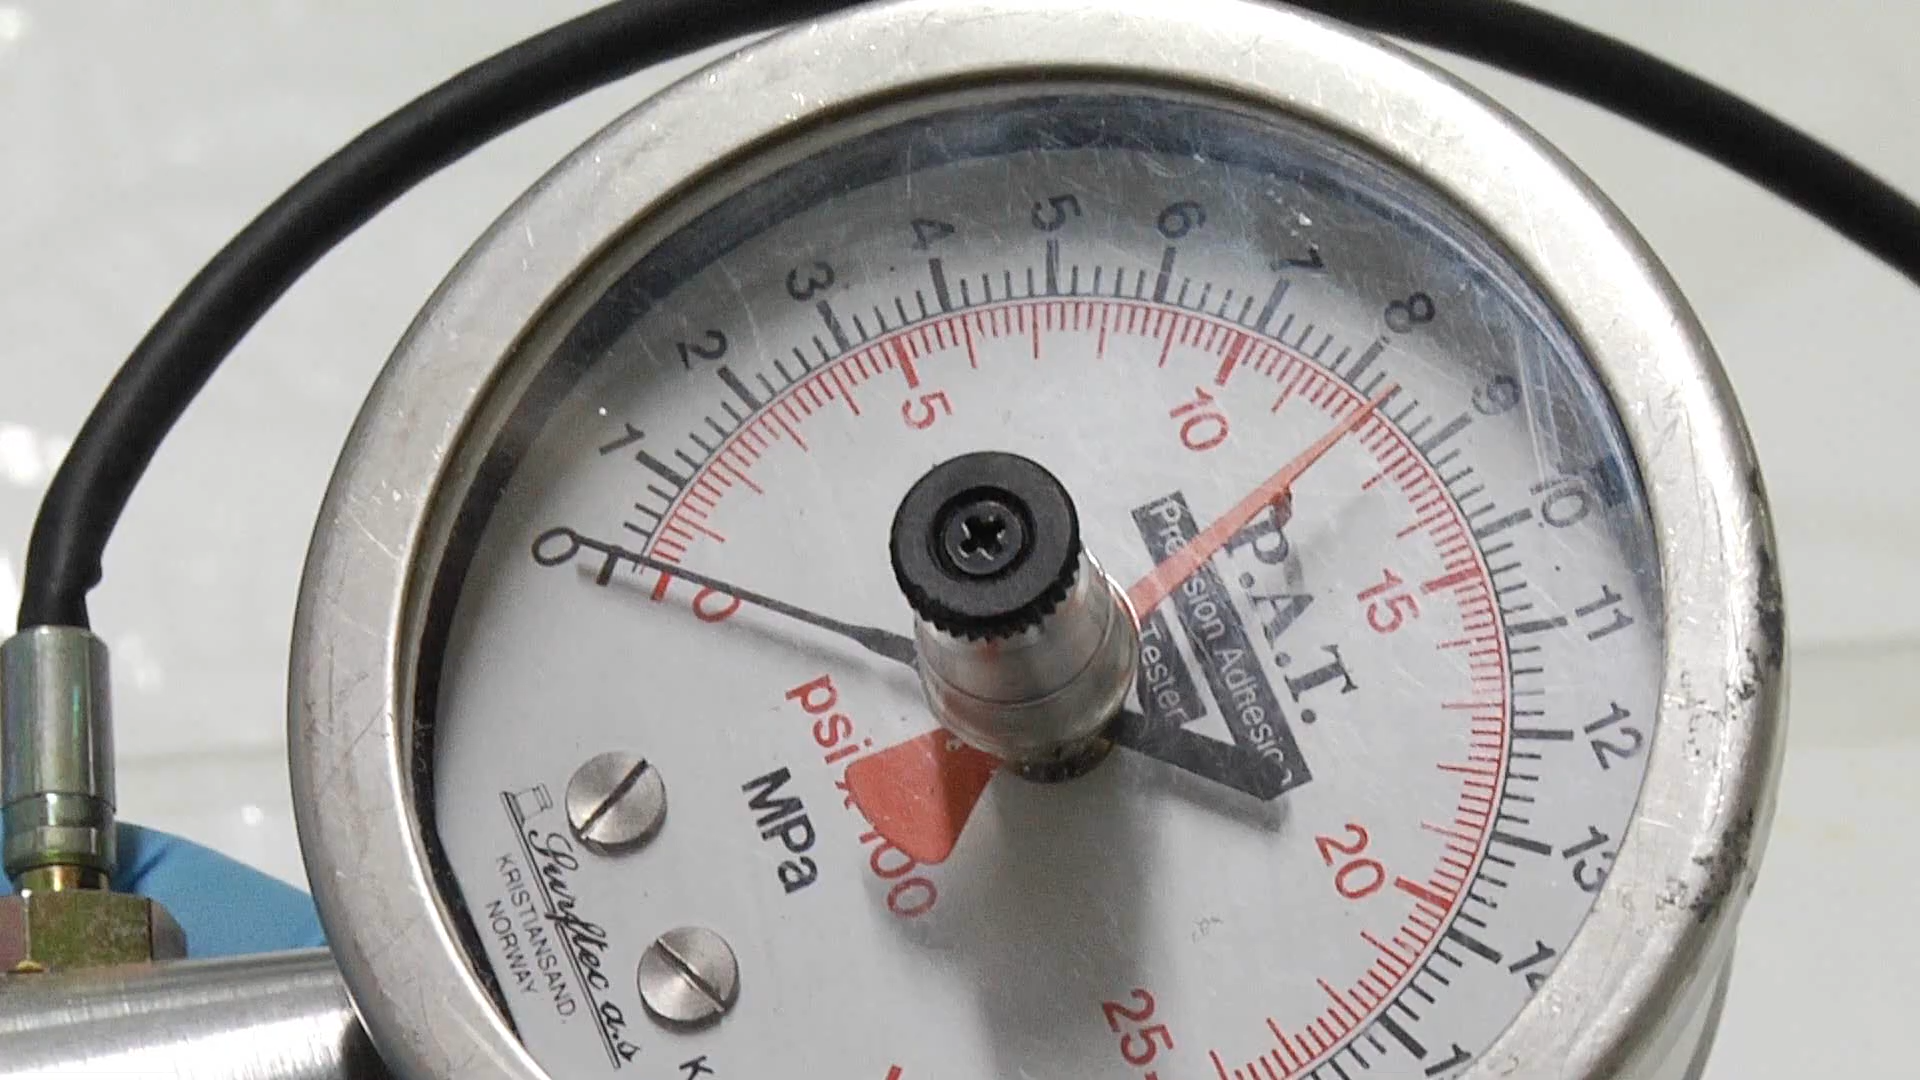 0
1
2
3
4
5
6
7
8
9
10
11
12
13
0
5
10
15
20
25
P.A.T.
Precision Adhesion
Tester
psi x 100
MPa
Surftec a.s
KRISTIANSAND,
NORWAY